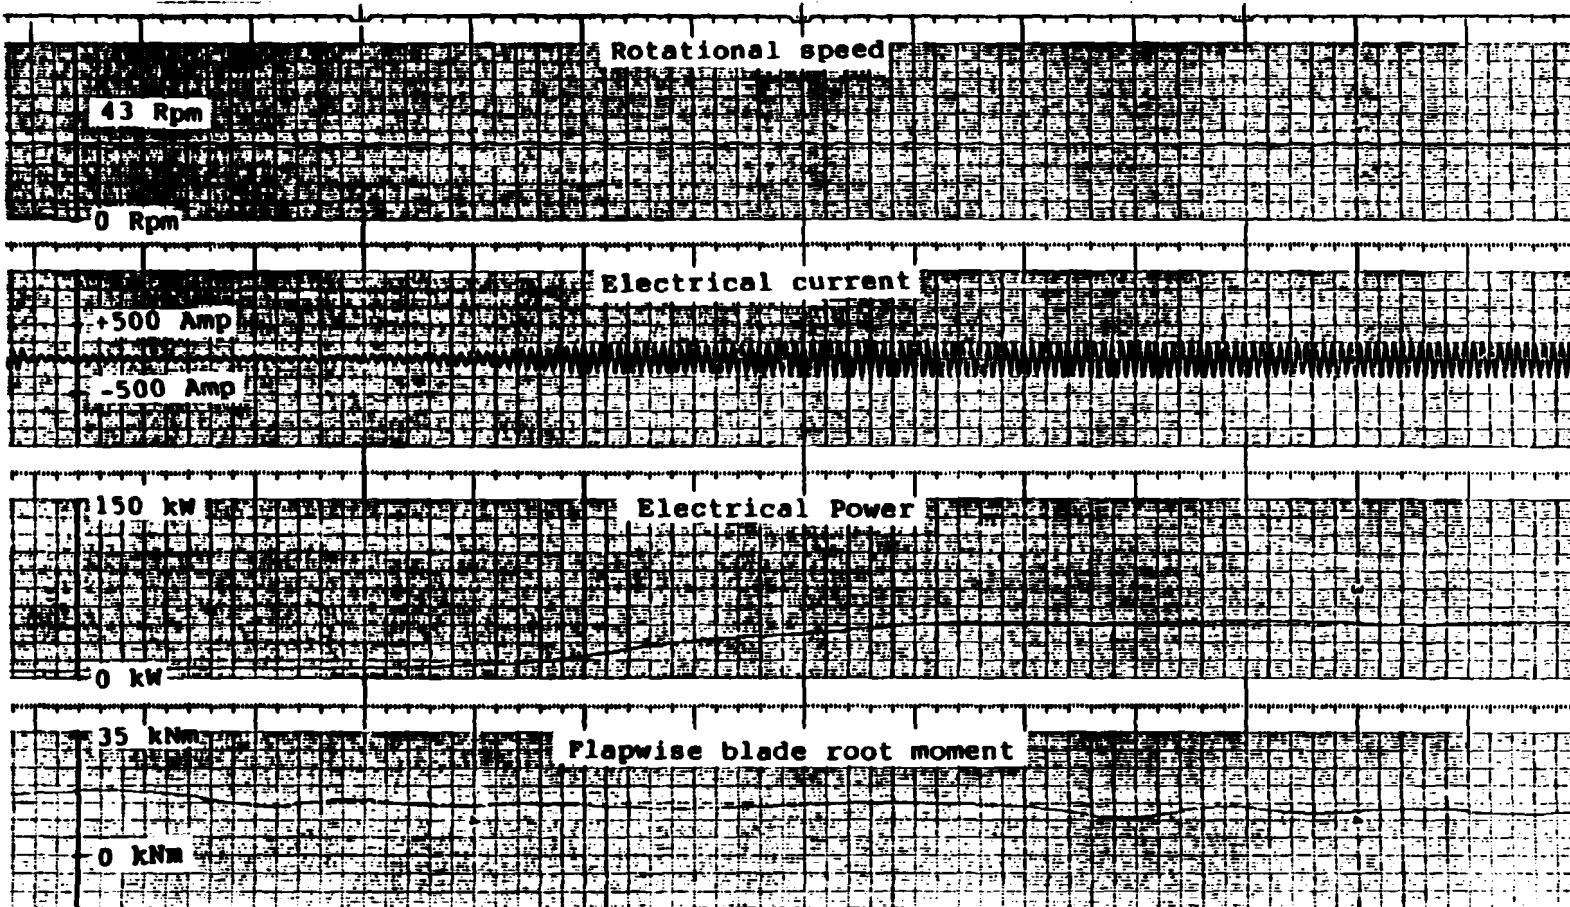 Rotational speed
43 Rpm
0 Rpm
Electrical current
+500 Amp
-500 Amp
150 kW
Electrical Power
0 kW
35 kNm
Flapwise blade root moment
0 kNm